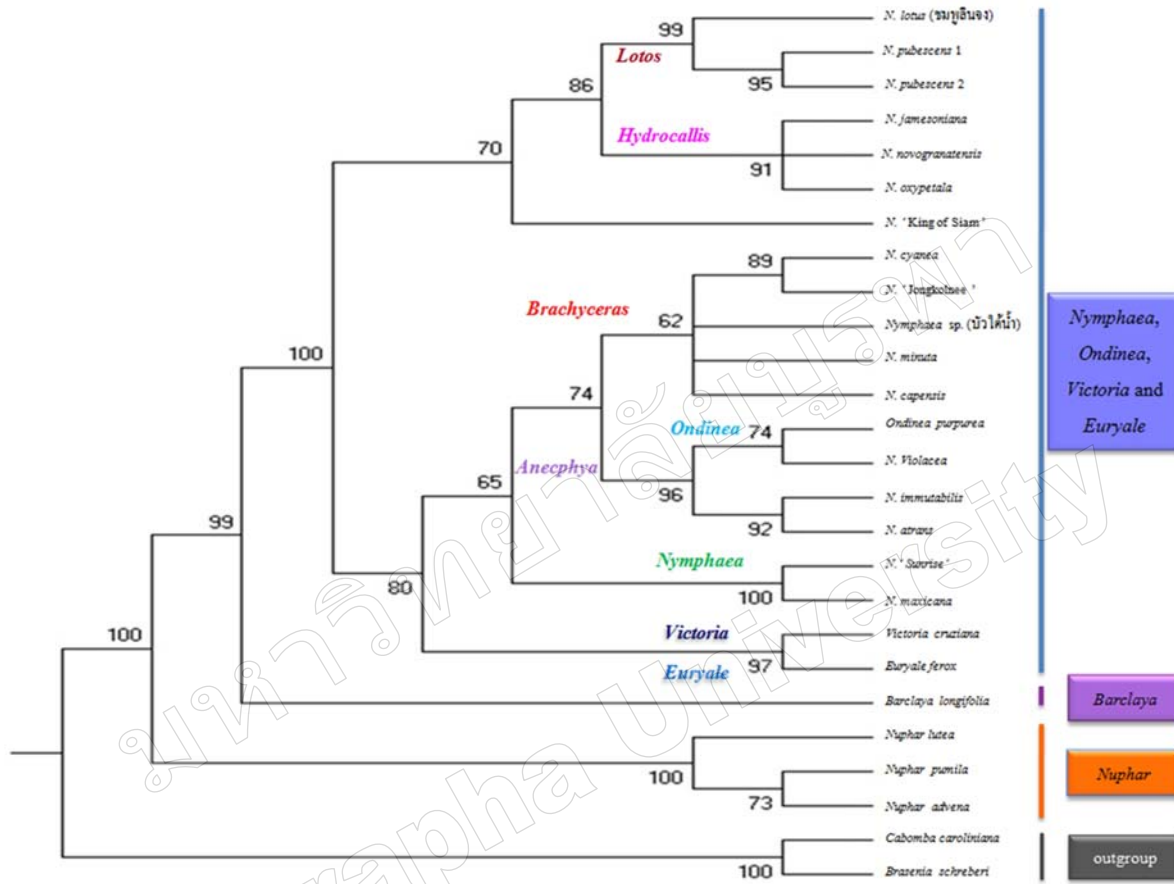 N. lotus (ชมพูสินจง)
99
Lotos
N. pubescens 1
95
N. pubescens 2
86
N. jamesoniana
Hydrocallis
N. novogranatensis
70
91
N. oxypetala
N. "King of Siam"
N. cyanea
89
N. "Jongkolnee"
Brachyceras
62
Nymphaea sp. (บัวใต้น้ำ)
N. minuta
100
N. capensis
74
Ondinea purpurea
Ondinea
74
N. Violacea
Anecphya
65
96
N. immutabilis
92
N. atrans
99
N. "Sunrise"
Nymphaea
80
100
N. maxicana
Victoria cruziana
Victoria
97
Euryale ferox
Euryale
100
Barclaya longifolia
Nuphar lutea
100
Nuphar pumila
73
Nuphar advena
Cabomba caroliniana
100
Brasenia schreberi
Nymphaea,
Ondinea,
Victoria and
Euryale
Barclaya
Nuphar
outgroup
มหาวิทยาลัยบูรพา
Burapha University